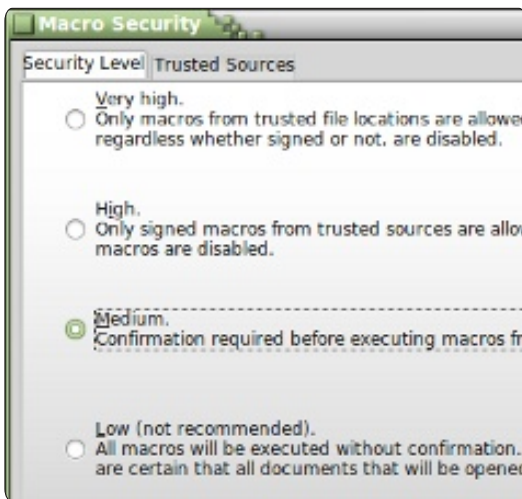 Macro Security
Security Level Trusted Sources
Very high.
Only macros from trusted file locations are allowed
regardless whether signed or not, are disabled.
High.
Only signed macros from trusted sources are allo
macros are disabled.
Medium.
Confirmation required before executing macros fr
Low (not recommended).
All macros will be executed without confirmation.
are certain that all documents that will be opened